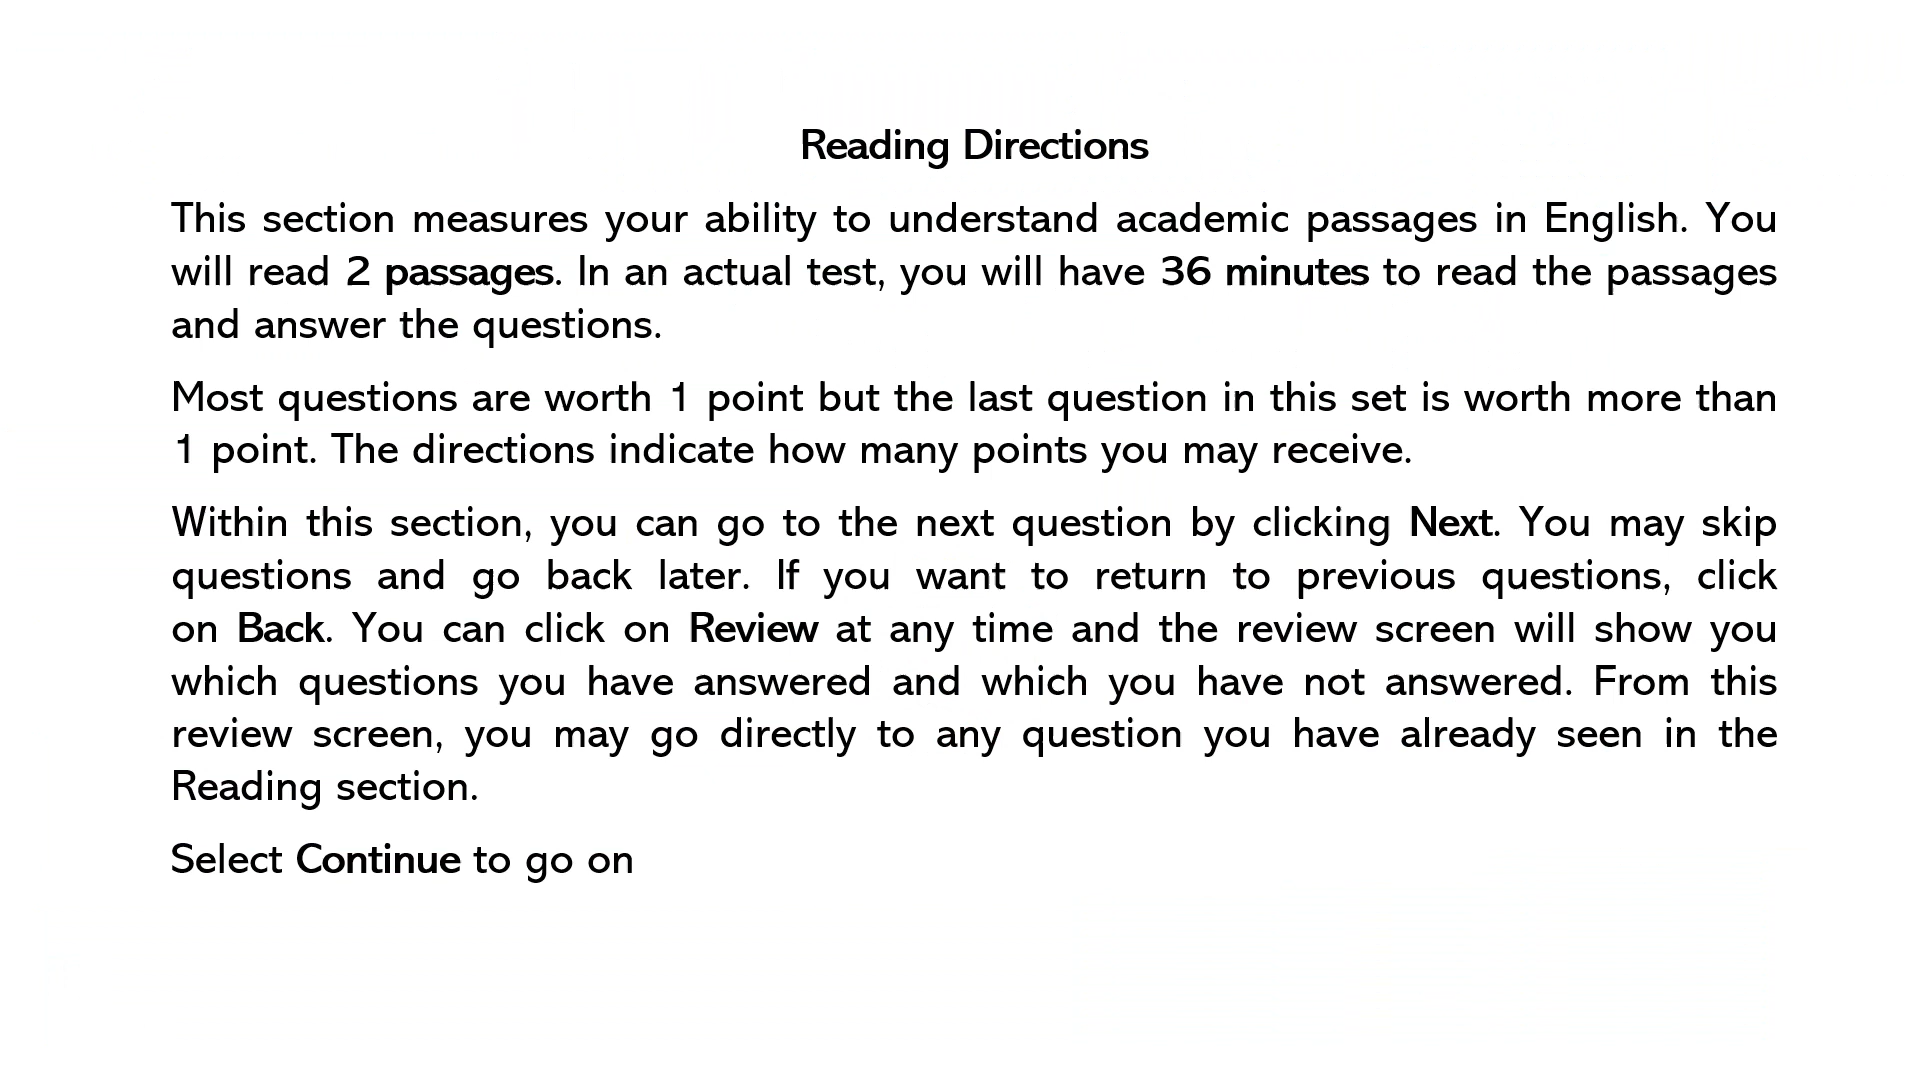 Reading Directions
This section measures your ability to understand academic passages in English. You
will read 2 passages. In an actual test, you will have 36 minutes to read the passages
and answer the questions.
Most questions are worth 1 point but the last question in this set is worth more than
1 point. The directions indicate how many points you may receive.
Within this section, you can go to the next question by clicking Next. You may skip
questions and go back later. If you want to return to previous questions, click
on Back. You can click on Review at any time and the review screen will show you
which questions you have answered and which you have not answered. From this
review screen, you may go directly to any question you have already seen in the
Reading section.
Select Continue to go on